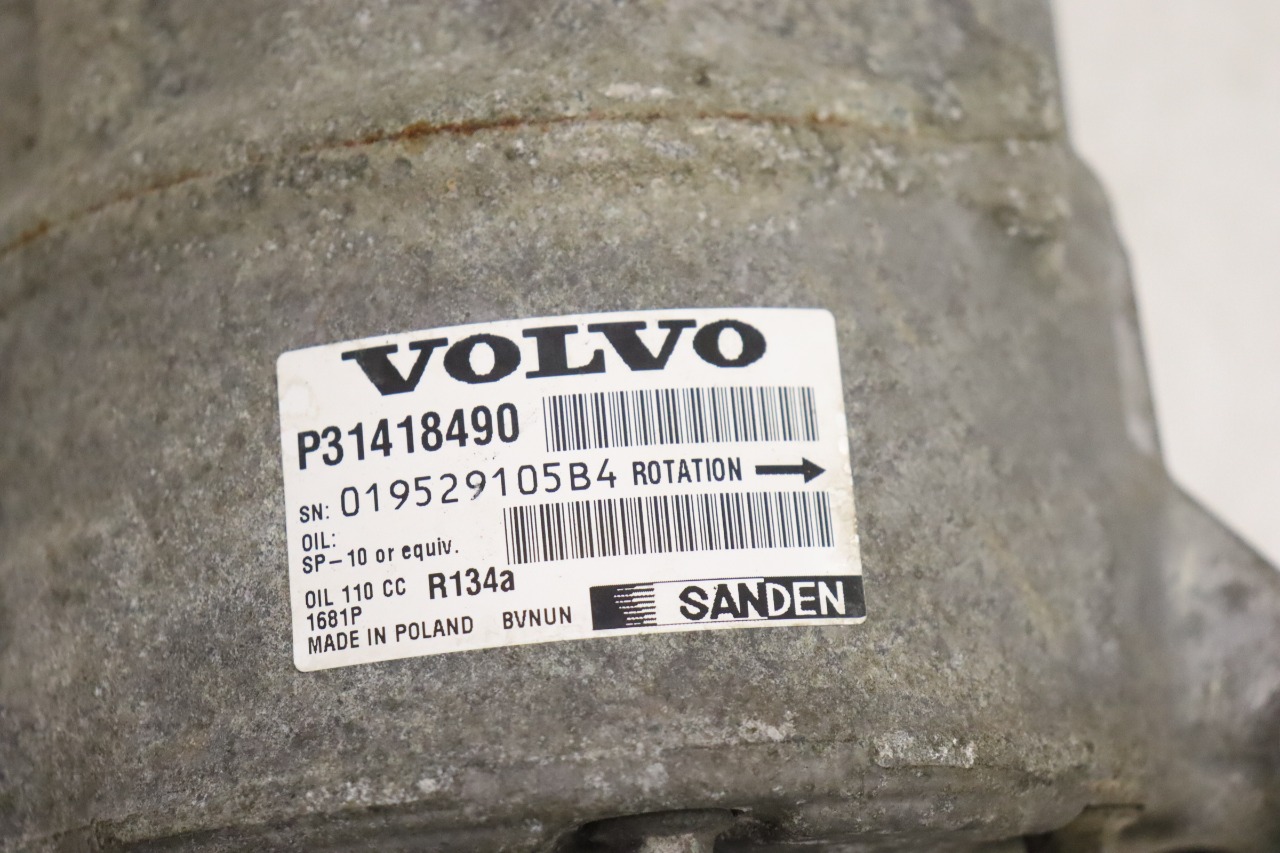 VOLVO
P31418490
SN: 019529105B4 ROTATION
OIL:
SP-10 or equiv.
OIL 110 CC R134a
1681P
MADE IN POLAND BVNUN SANDEN